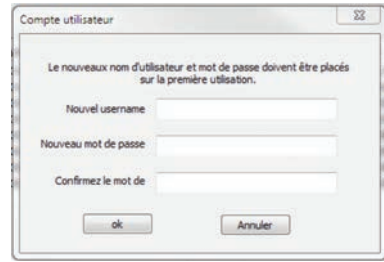 Compte utilisateur
Le nouveaux nom d'utilisateur et mot de passe doivent être placés
sur la première utilisation.
Nouvel username
Nouveau mot de passe
Confirmez le mot de
ok
Annuler